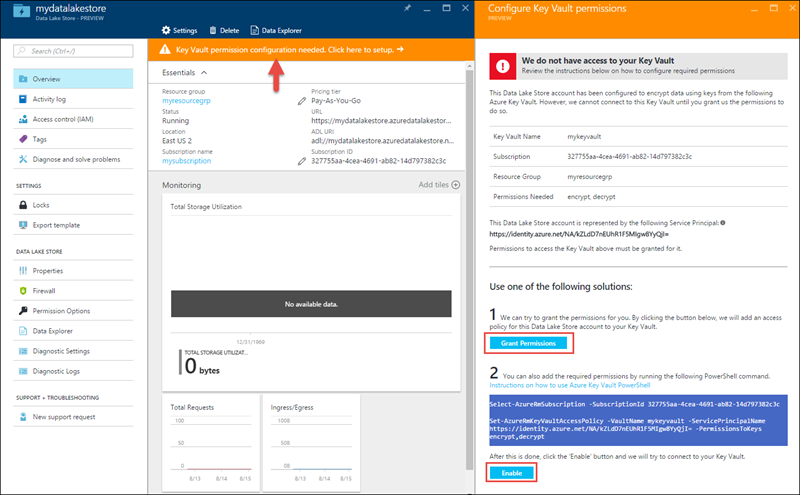 mydatalakestore
Data Lake Store - PREVIEW
Search (Ctrl+/)
Overview
Activity log
Access control (IAM)
Tags
Diagnose and solve problems
SETTINGS
Locks
Export template
DATA LAKE STORE
Properties
Firewall
Permission Options
Data Explorer
Diagnostic Settings
Diagnostic Logs
SUPPORT + TROUBLESHOOTING
New support request
Settings
Delete
Data Explorer
Key Vault permission configuration needed. Click here to setup. →
Essentials
Resource group
myresourcegrp
Status
Running
Location
East US 2
Subscription name
mysubscription
Pricing tier
Pay-As-You-Go
URL
https://mydatalakestore.azuredatalakestor...
ADL URI
adl://mydatalakestore.azuredatalakestore.n...
Subscription ID
327755aa-4cea-4691-ab82-14d797382c3c
Monitoring
Add tiles
Total Storage Utilization
No available data.
12/31/1969
TOTAL STORAGE UTILIZAT...
0 bytes
Total Requests
100
50
0
8/13
8/14
8/15
Ingress/Egress
100B
50B
0B
8/13
8/14
8/15
Configure Key Vault permissions
PREVIEW
We do not have access to your Key Vault
Review the instructions below on how to configure required permissions
This Data Lake Store account has been configured to encrypt data using keys from the following
Azure Key Vault. However, we cannot connect to this Key Vault until you grant us the permissions to
do so.
Key Vault Name mykeyvault
Subscription 327755aa-4cea-4691-ab82-14d797382c3c
Resource Group myresourcegrp
Permissions Needed encrypt, decrypt
This Data Lake Store account is represented by the following Service Principal:
https://identity.azure.net/NA/kZLdD7nEUhR1F5MIgw8YyQjI=
Permissions to access the Key Vault above must be granted for it.
Use one of the following solutions:
1 We can try to grant the permissions for you. By clicking the button below, we will add an access
policy for this Data Lake Store account to your Key Vault.
Grant Permissions
2 You can also add the required permissions by running the following PowerShell command.
Instructions on how to use Azure Key Vault PowerShell
Select-AzureRmSubscription -SubscriptionId 327755aa-4cea-4691-ab82-14d797382c3c
Set-AzureRmKeyVaultAccessPolicy -VaultName mykeyvault -ServicePrincipalName
https://identity.azure.net/NA/kZLdD7nEUhR1F5MIgw8YyQjI= -PermissionsToKeys
encrypt,decrypt
After this is done, click the 'Enable' button and we will try to connect to your Key Vault.
Enable